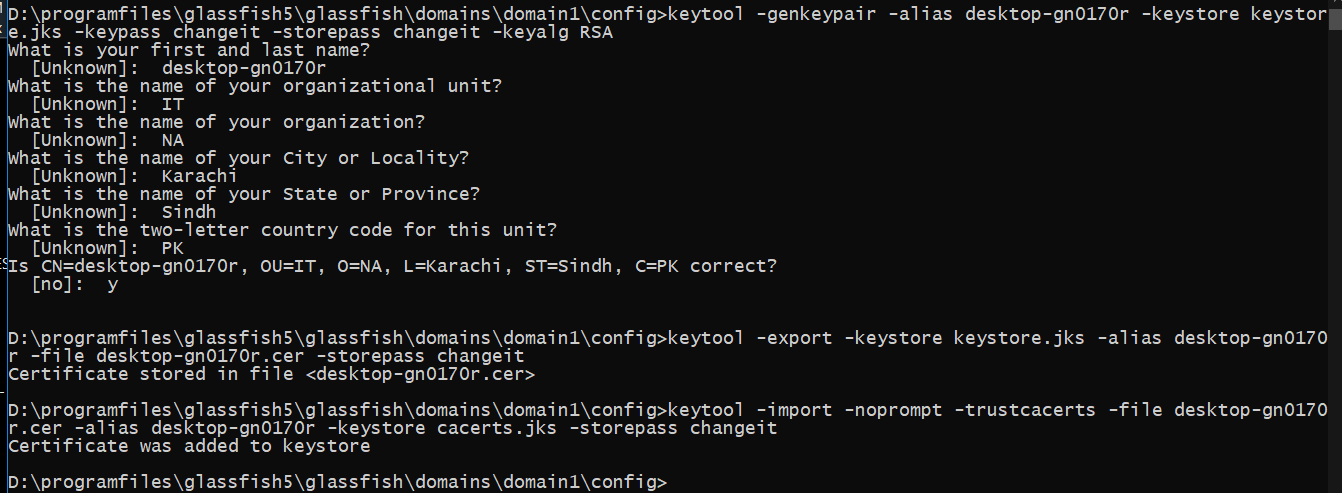 D:\programfiles\glassfish5\glassfish\domains\domain1\config>keytool -genkeypair -alias desktop-gn0170r -keystore keystor
e.jks -keypass changeit -storepass changeit -keyalg RSA
What is your first and last name?
  [Unknown]:  desktop-gn0170r
What is the name of your organizational unit?
  [Unknown]:  IT
What is the name of your organization?
  [Unknown]:  NA
What is the name of your City or Locality?
  [Unknown]:  Karachi
What is the name of your State or Province?
  [Unknown]:  Sindh
What is the two-letter country code for this unit?
  [Unknown]:  PK
Is CN=desktop-gn0170r, OU=IT, O=NA, L=Karachi, ST=Sindh, C=PK correct?
  [no]:  y
D:\programfiles\glassfish5\glassfish\domains\domain1\config>keytool -export -keystore keystore.jks -alias desktop-gn0170
r -file desktop-gn0170r.cer -storepass changeit
Certificate stored in file <desktop-gn0170r.cer>
D:\programfiles\glassfish5\glassfish\domains\domain1\config>keytool -import -noprompt -trustcacerts -file desktop-gn0170
r.cer -alias desktop-gn0170r -keystore cacerts.jks -storepass changeit
Certificate was added to keystore
D:\programfiles\glassfish5\glassfish\domains\domain1\config>